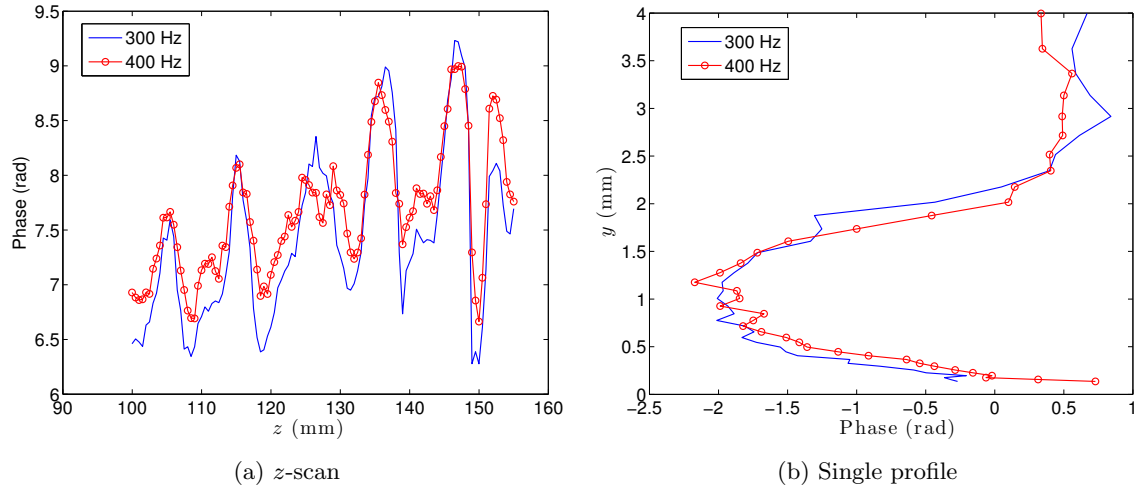 9.5
9
8.5
8
7.5
7
6.5
6
Phase (rad)
300 Hz
400 Hz
90 100 110 120 130 140 150 160
z (mm)
(a) z-scan
4
3.5
3
2.5
2
1.5
1
0.5
0
y (mm)
300 Hz
400 Hz
−2.5 −2 −1.5 −1 −0.5 0 0.5 1
Phase (rad)
(b) Single profile